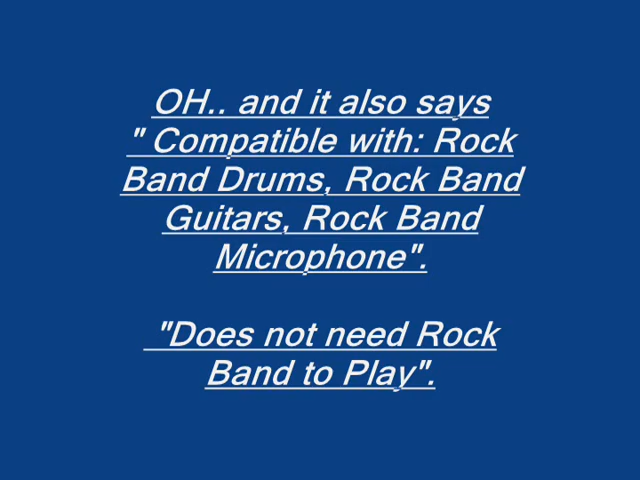 OH.. and it also says
" Compatible with: Rock
Band Drums, Rock Band
Guitars, Rock Band
Microphone".
"Does not need Rock
Band to Play".